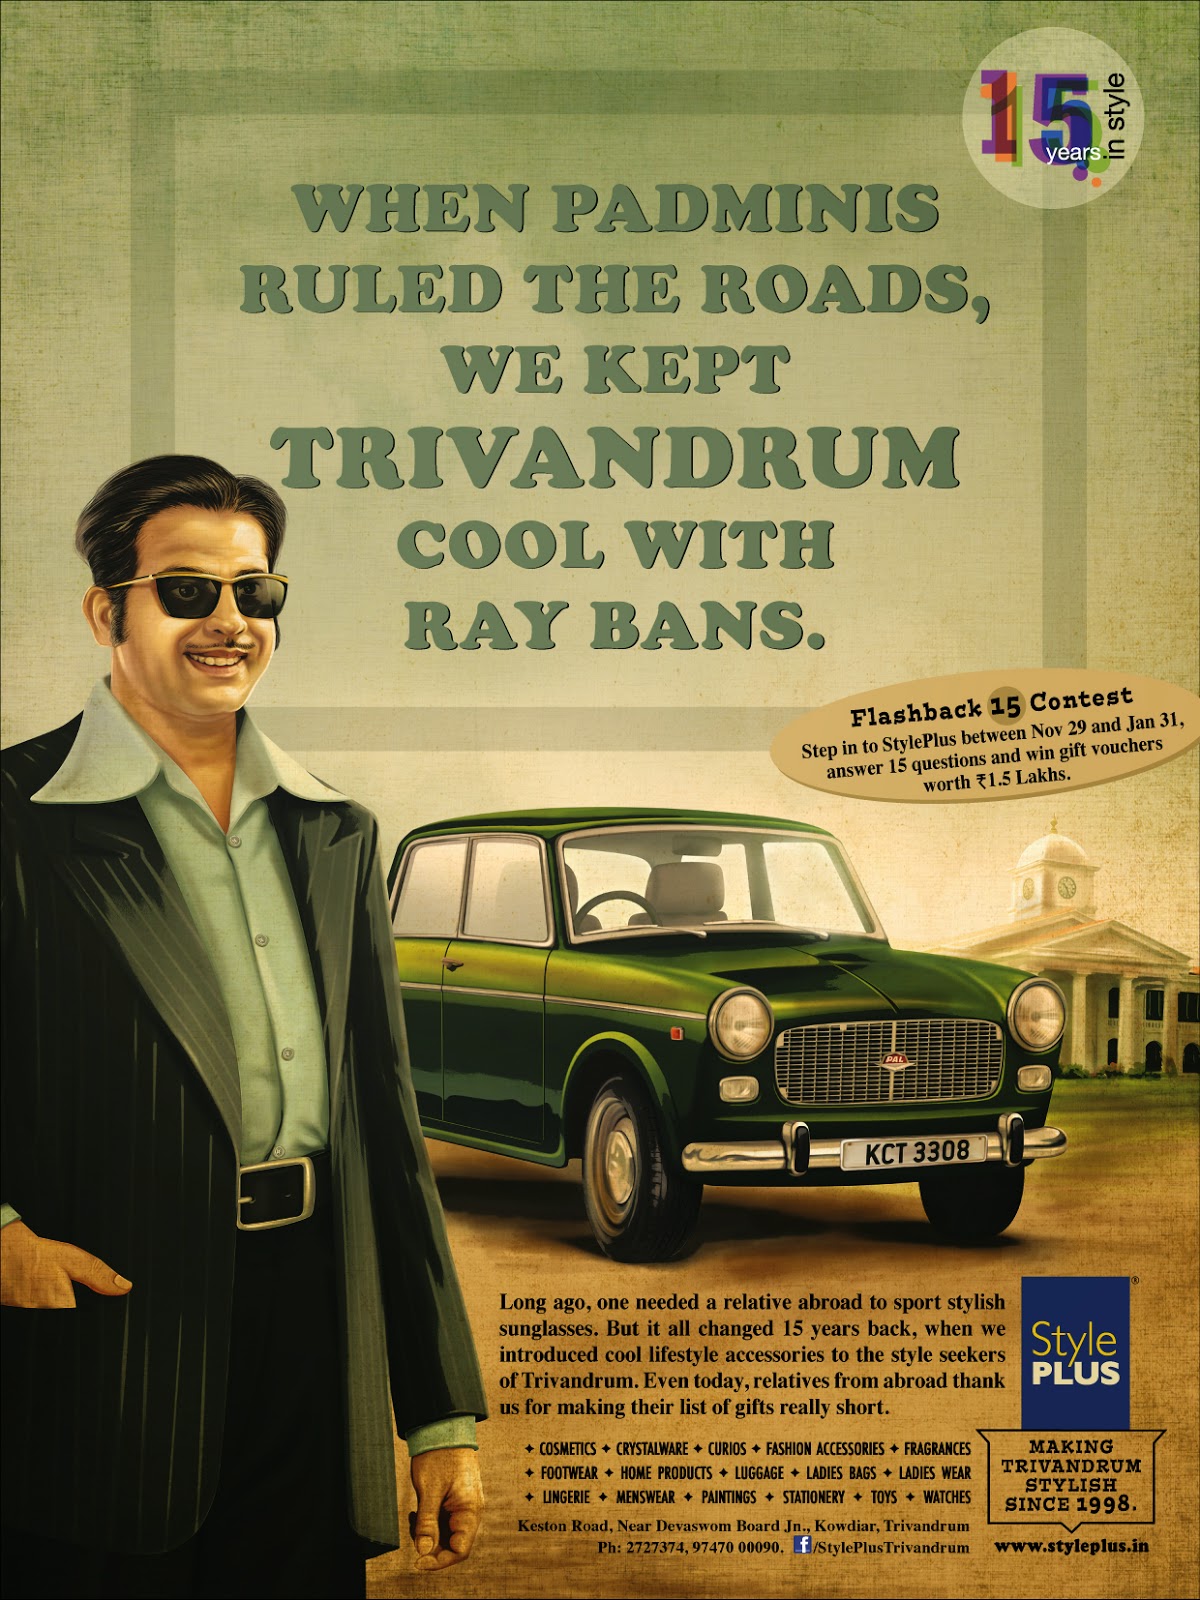 15
years
in style
WHEN PADMINIS
RULED THE ROADS,
WE KEPT
TRIVANDRUM
COOL WITH
RAY BANS.
Flashback 15 Contest
Step in to StylePlus between Nov 29 and Jan 31,
answer 15 questions and win gift vouchers
worth ₹1.5 Lakhs.
PAL
KCT 3308
Long ago, one needed a relative abroad to sport stylish
sunglasses. But it all changed 15 years back, when we
introduced cool lifestyle accessories to the style seekers
of Trivandrum. Even today, relatives from abroad thank
us for making their list of gifts really short.
✦ COSMETICS ✦ CRYSTALWARE ✦ CURIOS ✦ FASHION ACCESSORIES ✦ FRAGRANCES
✦ FOOTWEAR ✦ HOME PRODUCTS ✦ LUGGAGE ✦ LADIES BAGS ✦ LADIES WEAR
✦ LINGERIE ✦ MENSWEAR ✦ PAINTINGS ✦ STATIONERY ✦ TOYS ✦ WATCHES
Keston Road, Near Devaswom Board Jn., Kowdiar, Trivandrum
Ph: 2727374, 97470 00090. f/StylePlusTrivandrum
®
Style
PLUS
MAKING
TRIVANDRUM
STYLISH
SINCE 1998.
www.styleplus.in